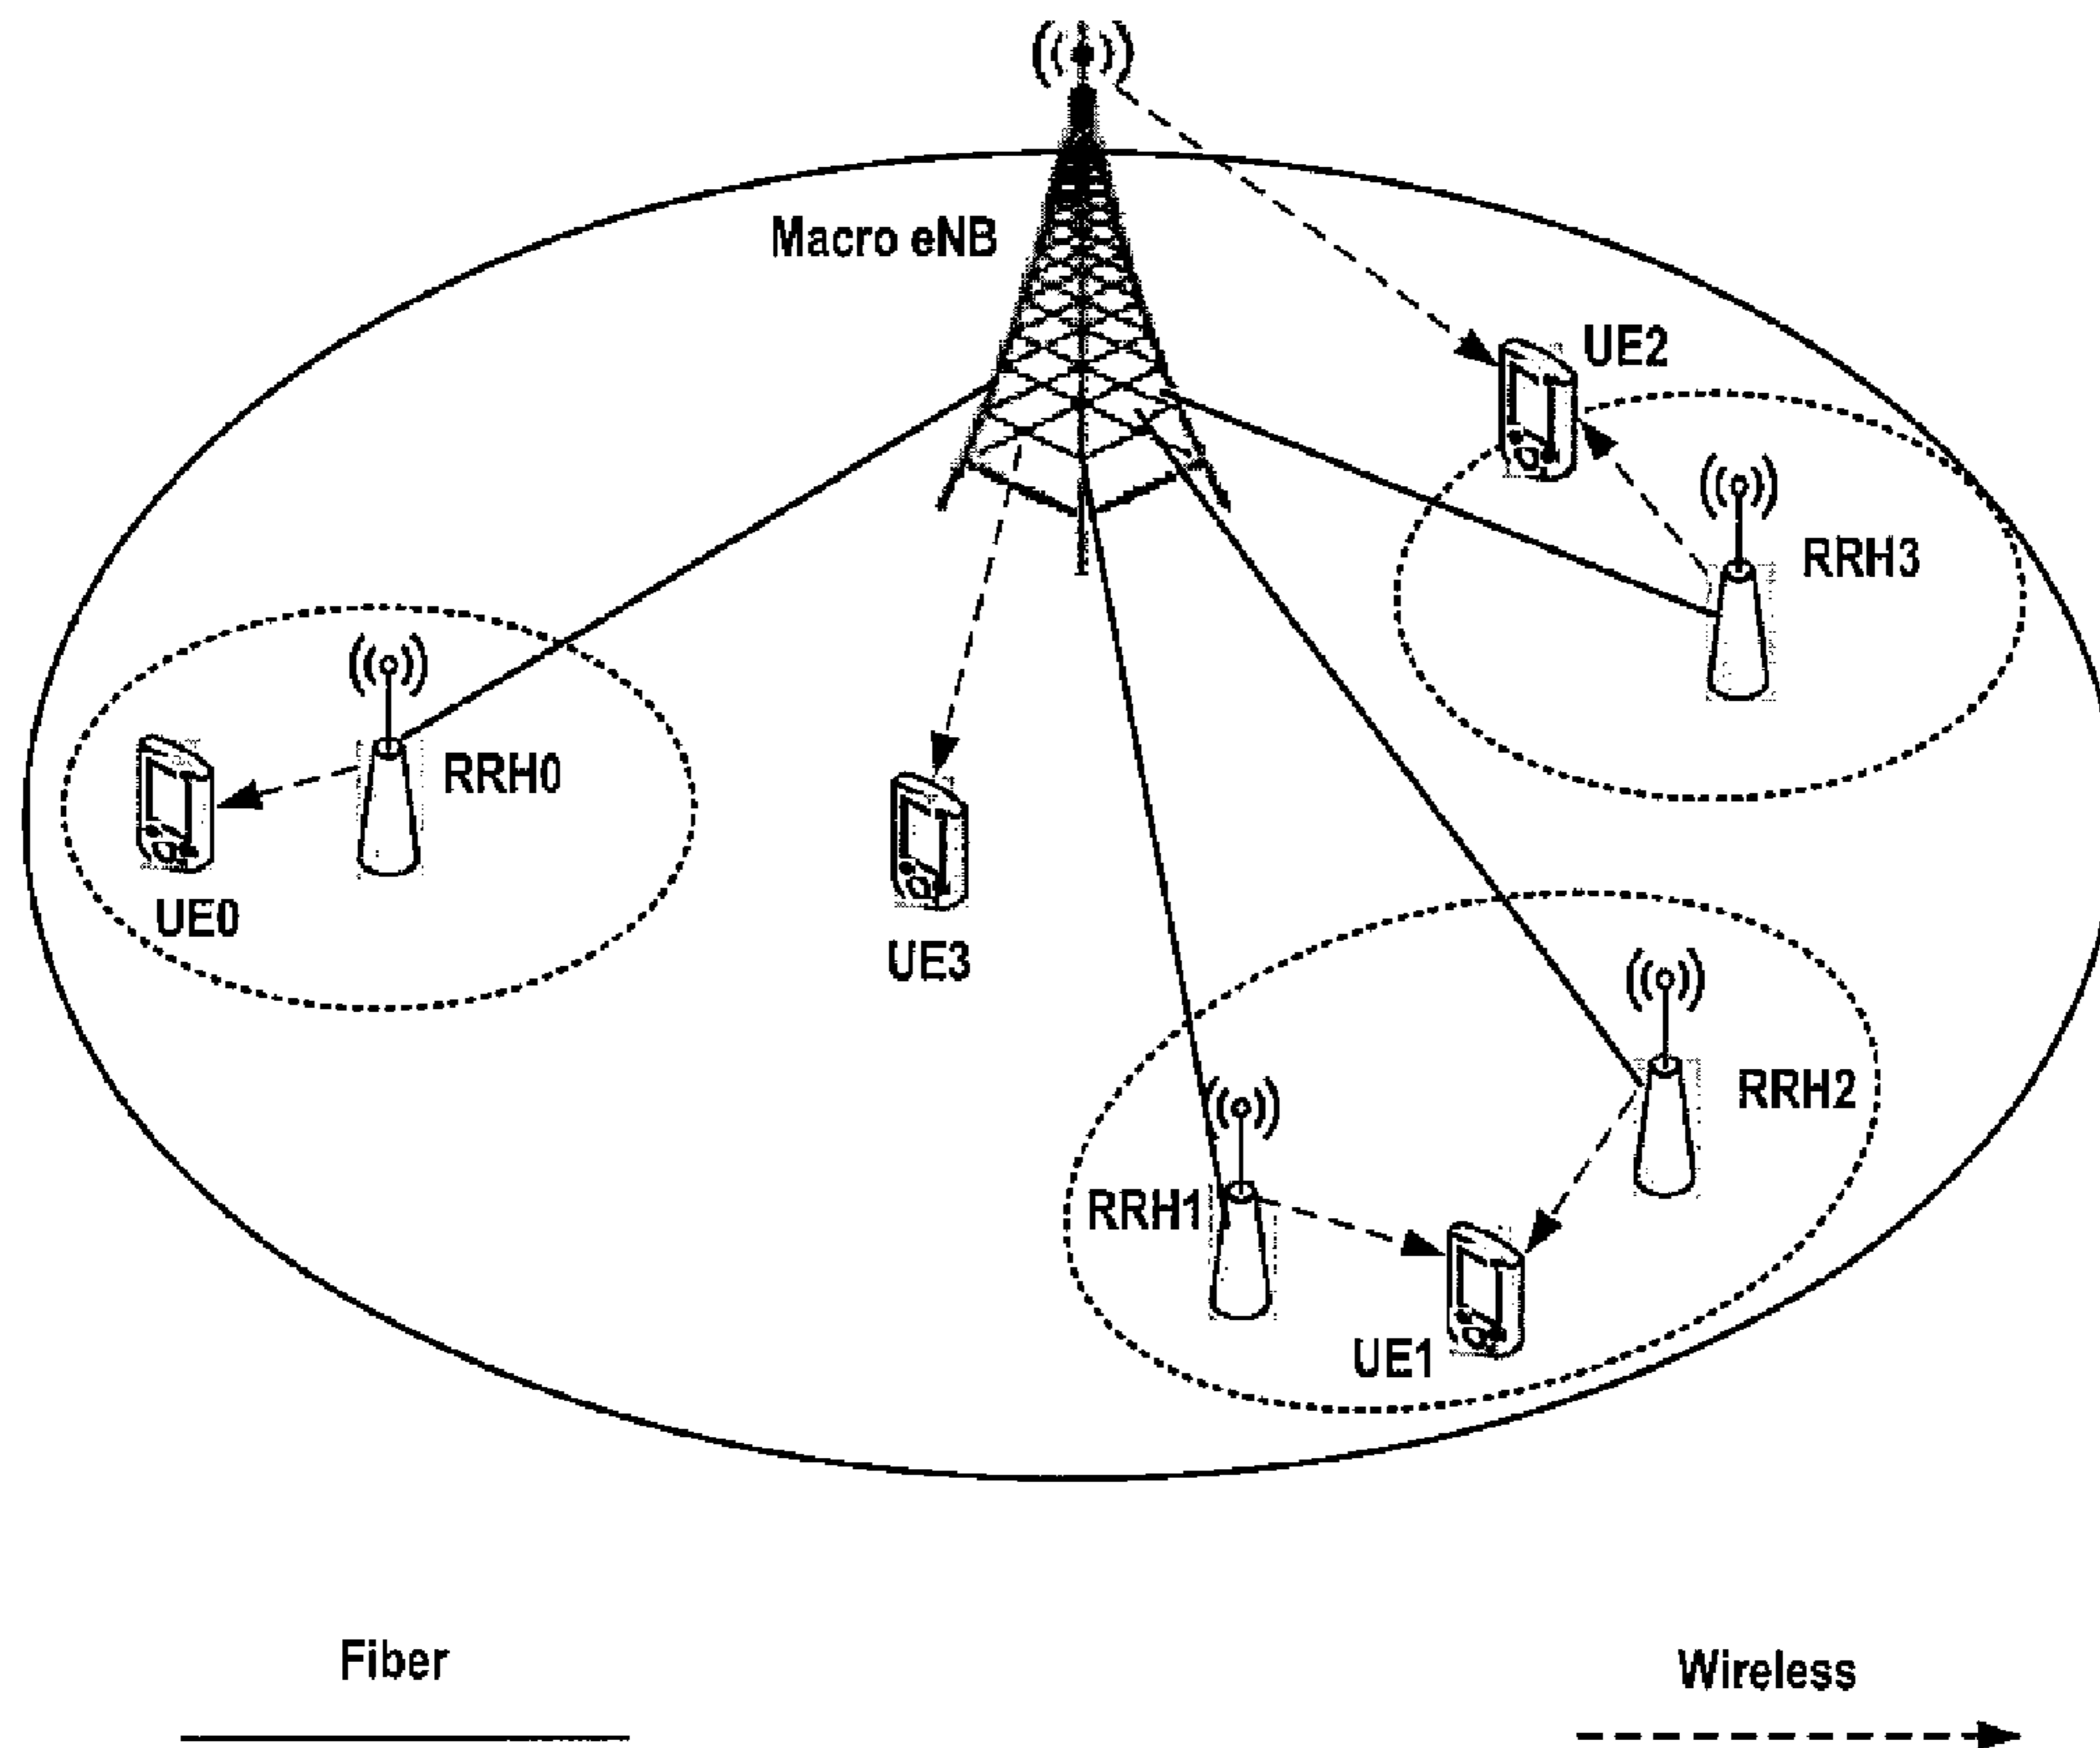 Macro eNB
UE2
RRH3
RRH0
UE0
UE3
RRH2
RRH1
UE1
Fiber
Wireless